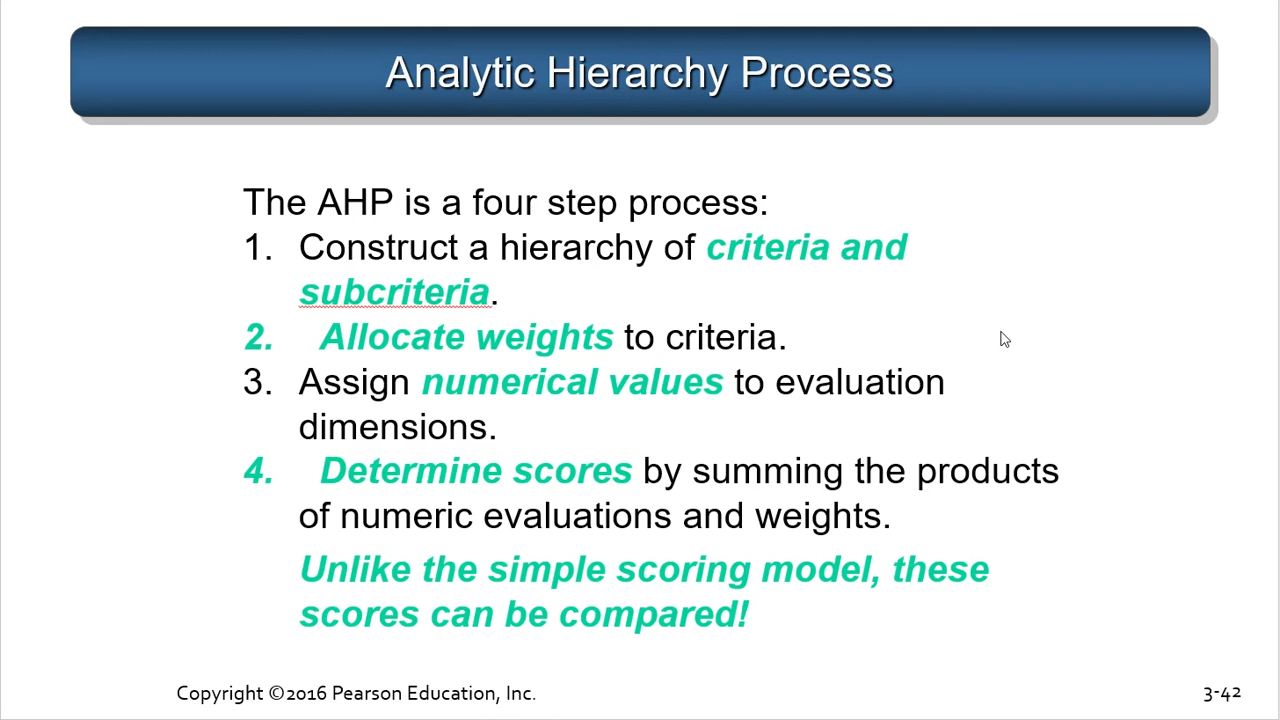 Analytic Hierarchy Process
The AHP is a four step process:
1. Construct a hierarchy of criteria and
subcriteria.
2. Allocate weights to criteria.
3. Assign numerical values to evaluation
dimensions.
4. Determine scores by summing the products
of numeric evaluations and weights.
Unlike the simple scoring model, these
scores can be compared!
Copyright ©2016 Pearson Education, Inc.
3-42